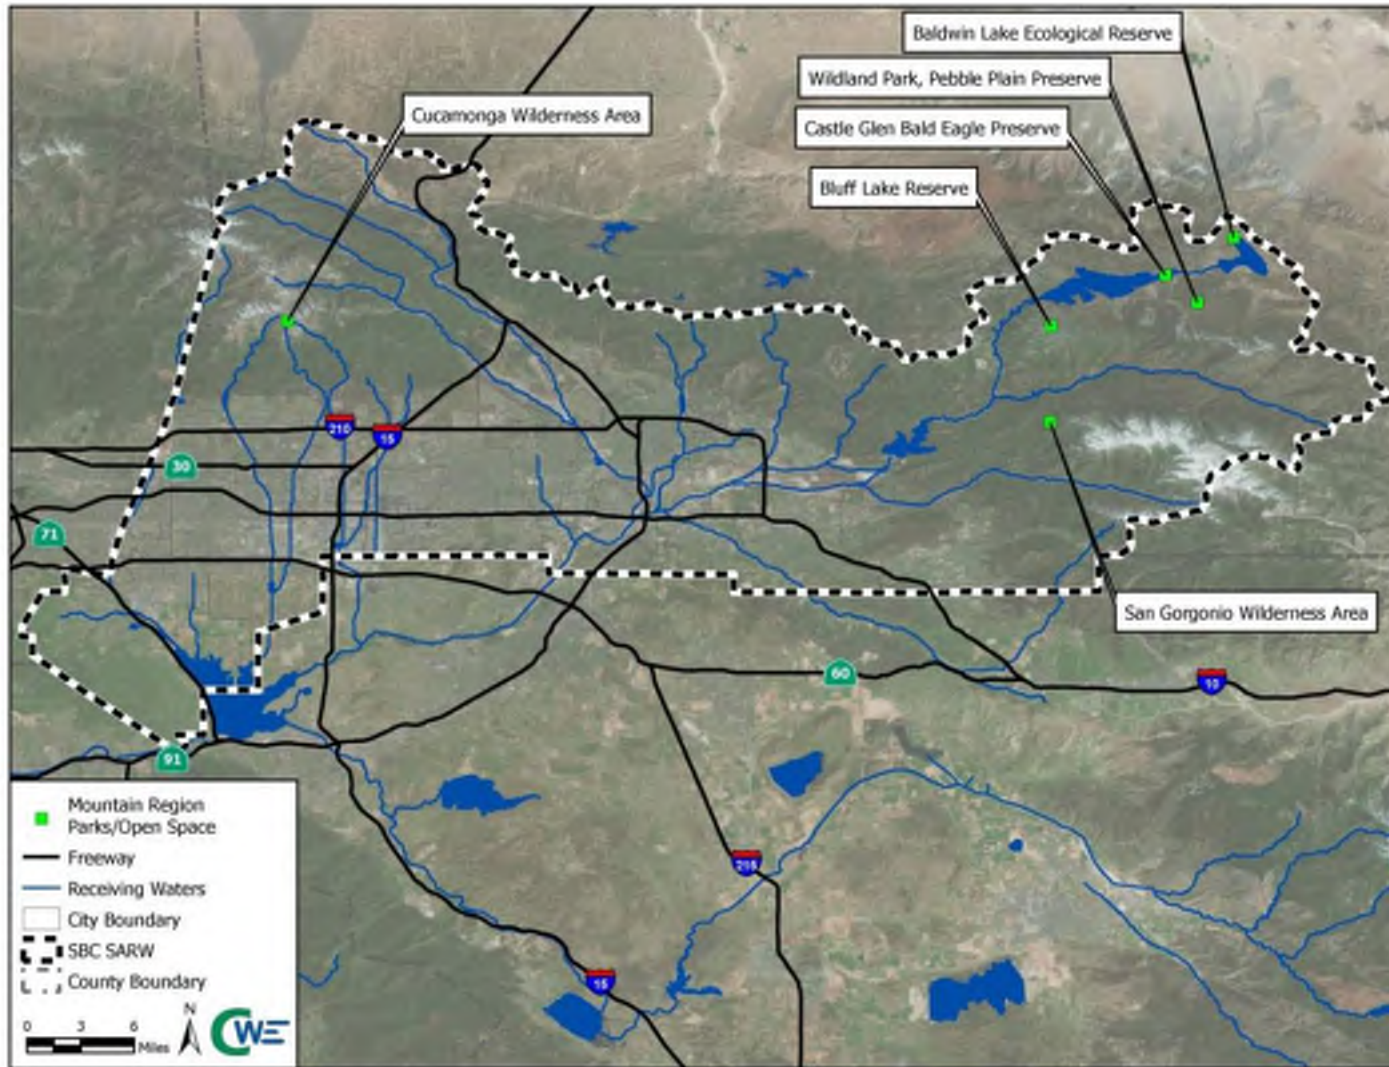 Baldwin Lake Ecological Reserve
Wildland Park, Pebble Plain Preserve
Cucamonga Wilderness Area
Castle Glen Bald Eagle Preserve
Bluff Lake Reserve
210
15
30
71
San Gorgonio Wilderness Area
60
10
91
Mountain Region
Parks/Open Space
Freeway
Receiving Waters
215
City Boundary
SBC SARW
County Boundary
15
N
0 3 6
Miles
CWE